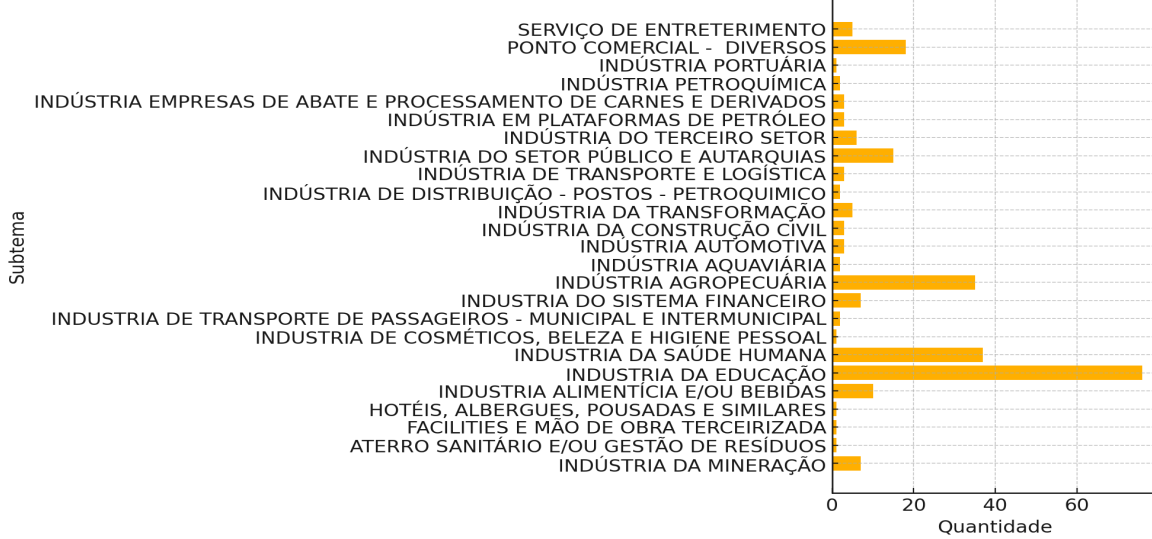 SERVIÇO DE ENTRETERIMENTO
PONTO COMERCIAL -  DIVERSOS
INDÚSTRIA PORTUÁRIA
INDÚSTRIA PETROQUÍMICA
INDÚSTRIA EMPRESAS DE ABATE E PROCESSAMENTO DE CARNES E DERIVADOS
INDÚSTRIA EM PLATAFORMAS DE PETRÓLEO
INDÚSTRIA DO TERCEIRO SETOR
INDÚSTRIA DO SETOR PÚBLICO E AUTARQUIAS
INDÚSTRIA DE TRANSPORTE E LOGÍSTICA
INDÚSTRIA DE DISTRIBUIÇÃO - POSTOS - PETROQUIMICO
INDÚSTRIA DA TRANSFORMAÇÃO
INDÚSTRIA DA CONSTRUÇÃO CIVIL
INDÚSTRIA AUTOMOTIVA
INDÚSTRIA AQUAVIÁRIA
INDÚSTRIA AGROPECUÁRIA
INDUSTRIA DO SISTEMA FINANCEIRO
INDUSTRIA DE TRANSPORTE DE PASSAGEIROS - MUNICIPAL E INTERMUNICIPAL
INDUSTRIA DE COSMÉTICOS, BELEZA E HIGIENE PESSOAL
INDUSTRIA DA SAÚDE HUMANA
INDUSTRIA DA EDUCAÇÃO
INDUSTRIA ALIMENTÍCIA E/OU BEBIDAS
HOTÉIS, ALBERGUES, POUSADAS E SIMILARES
FACILITIES E MÃO DE OBRA TERCEIRIZADA
ATERRO SANITÁRIO E/OU GESTÃO DE RESÍDUOS
INDÚSTRIA DA MINERAÇÃO
Subtema
0 20 40 60
Quantidade